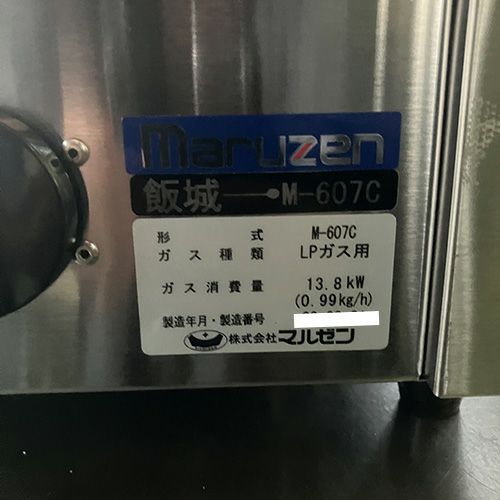 maruzen
飯城 M-607C
形式 M-607C
ガス種類 LPガス用
ガス消費量 13.8kW
(0.99kg/h)
製造年月・製造番号
株式会社マルゼン